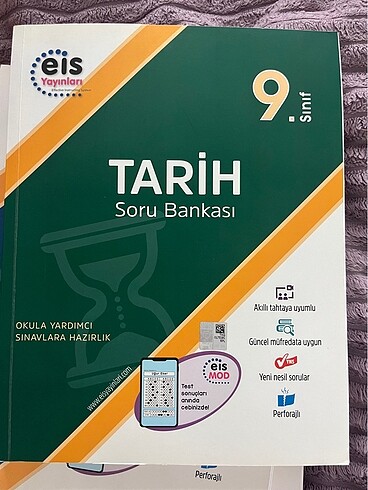 eis
Yayınları
9.
Sınıf
TARİH
Soru Bankası
OKULA YARDIMCI
SINAVLARA HAZIRLIK
www.eisyayinlari.com
Akıllı tahtaya uyumlu
Güncel müfredata uygun
Yeni nesil sorular
Perforajlı
eis
MOD
Test
sonuçları
anında
cebinizde!
Perforajlı